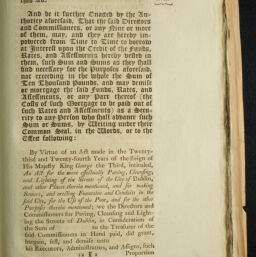 And be it further Enacted by the Au-
thority aforesaid, That the said Directors
and Commissioners, or any Nine or more
of them, may, and they are hereby im-
powered from Time to Time to borrow
at Interest upon the Credit of the Funds,
Rates, and Assessments hereby vested in
them, such Sum and Sums as they shall
find necessary for the Purposes aforesaid,
not exceeding in the whole the Sum of
Ten Thousand Pounds, and may demise
or mortgage the said Funds, Rates, and
Assessments, or any Part thereof (the
Costs of such Mortgage to be paid out of
such Rates and Assessments) as a Secu-
rity to any Person who shall advance such
Sum or Sums, by Writing under their
Common Seal, in the Words, or to the
Effect following:
By Virtue of an Act made in the Twenty-
third and Twenty-fourth Years of the Reign of
His Majesty King George the Third, intituled,
An Act for the more effectually Paving, Cleansing,
and Lighting of the Streets of the City of Dublin,
and other Places therein mentioned, and for making
Sewers, and erecting Fountains and Conduits in the
said City, for the Use of the Poor, and for the other
Purposes therein mentioned; we the Directors and
Commissioners for Paving, Cleansing and Light-
ing the Streets of Dublin, in Consideration of
the Sum of to the Treasurer of the
said Commissioners in Hand paid, did grant,
bargain, sell, and demise unto
his Executors, Administrators, and Assigns, such
Proportion